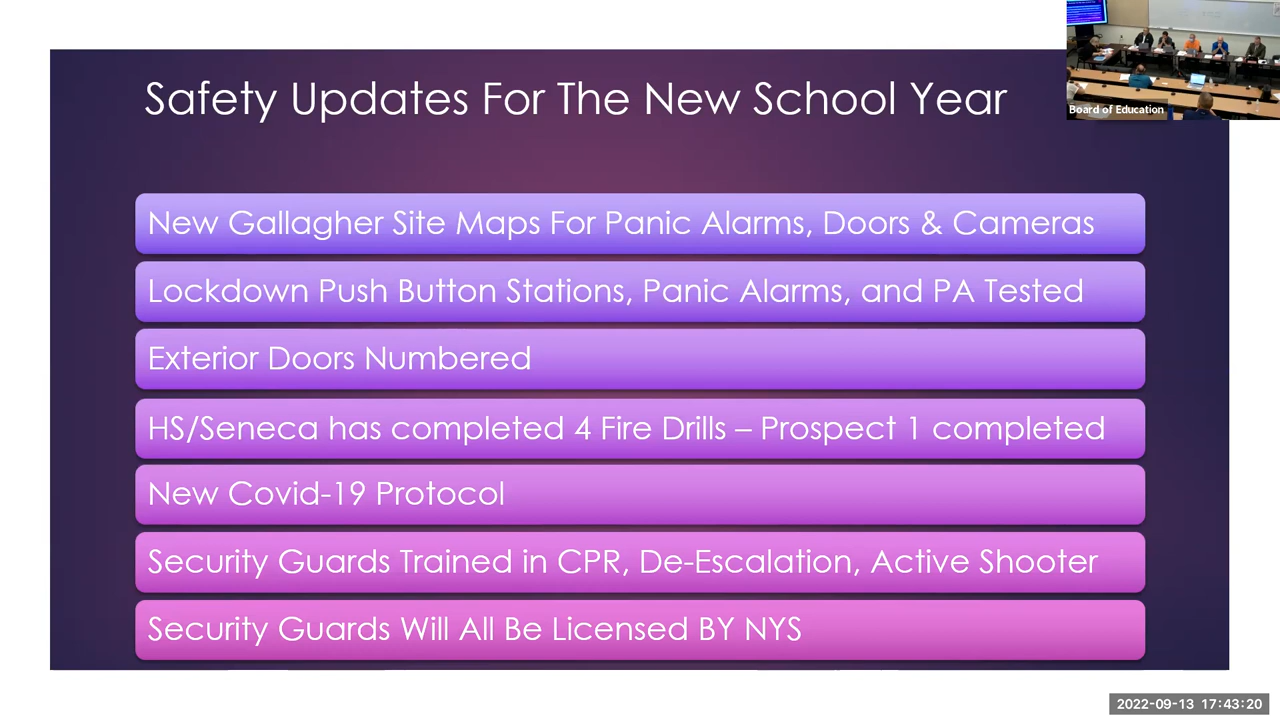 Safety Updates For The New School Year
Board of Education
New Gallagher Site Maps For Panic Alarms, Doors & Cameras
Lockdown Push Button Stations, Panic Alarms, and PA Tested
Exterior Doors Numbered
HS/Seneca has completed 4 Fire Drills – Prospect 1 completed
New Covid-19 Protocol
Security Guards Trained in CPR, De-Escalation, Active Shooter
Security Guards Will All Be Licensed BY NYS
2022-09-13 17:43:20